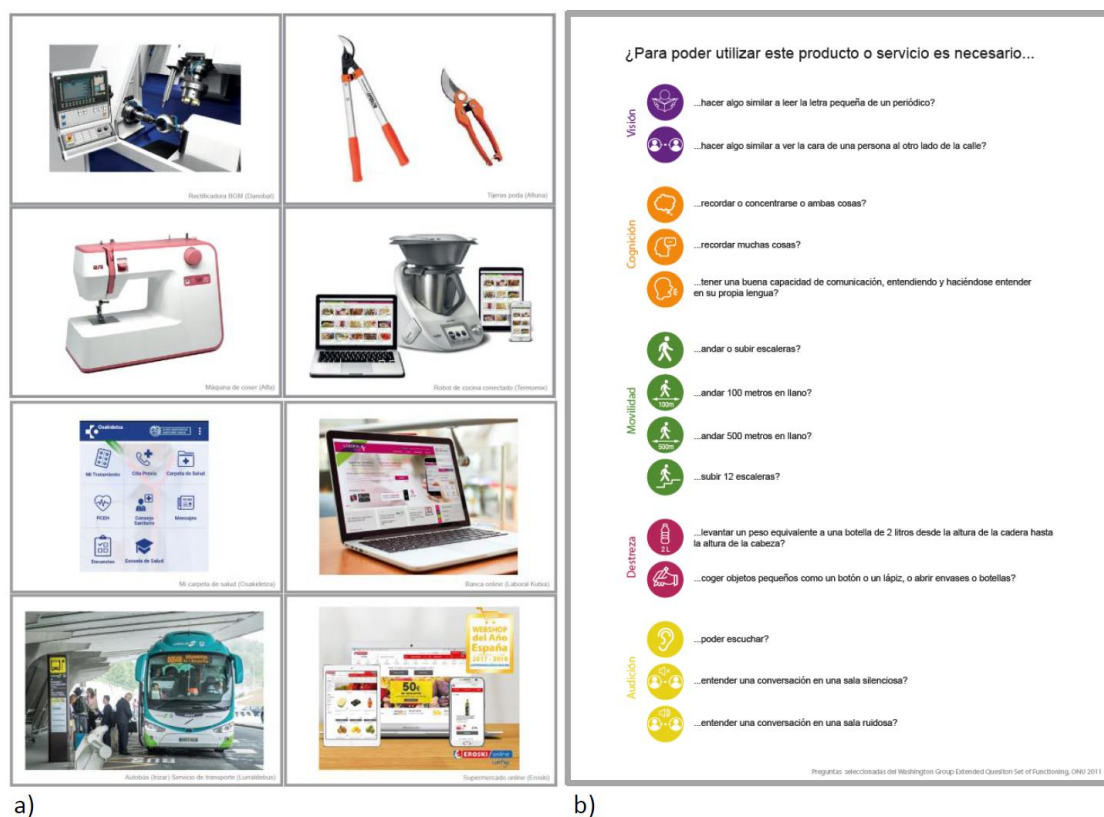 Rectificadora BGM (Danobat)
Tijeras poda (Altuna)
Máquina de coser (Alfa)
Robot de cocina conectado (Termomix)
Osakidetza
Mi Tratamiento
Cita Previa
Carpeta de Salud
PCEH
Consejo
Sanitario
Mensajes
Encuestas
Escuela de Salud
Mi carpeta de salud (Osakidetza)
Banca online (Laboral Kutxa)
Autobús (Irizar) Servicio de transporte (Lurraldebus)
WEBSHOP
del Año
España
2017 - 2018
50€
EROSKI online
Supermercado online (Eroski)
a)
¿Para poder utilizar este producto o servicio es necesario...
Visión
...hacer algo similar a leer la letra pequeña de un periódico?
...hacer algo similar a ver la cara de una persona al otro lado de la calle?
Cognición
...recordar o concentrarse o ambas cosas?
...recordar muchas cosas?
...tener una buena capacidad de comunicación, entendiendo y haciéndose entender
en su propia lengua?
Movilidad
...andar o subir escaleras?
100m
...andar 100 metros en llano?
500m
...andar 500 metros en llano?
...subir 12 escaleras?
Destreza
2 L
...levantar un peso equivalente a una botella de 2 litros desde la altura de la cadera hasta
la altura de la cabeza?
...coger objetos pequeños como un botón o un lápiz, o abrir envases o botellas?
Audición
...poder escuchar?
...entender una conversación en una sala silenciosa?
...entender una conversación en una sala ruidosa?
Preguntas seleccionadas del Washington Group Extended Quesiton Set of Functioning, ONU 2011
b)